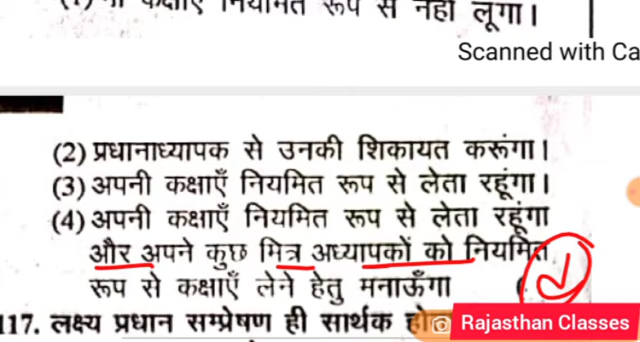 नियमित रूप से नहीं लूंगा।
Scanned with Ca
(2) प्रधानाध्यापक से उनकी शिकायत करूंगा।
(3) अपनी कक्षाएँ नियमित रूप से लेता रहूंगा।
(4) अपनी कक्षाएँ नियमित रूप से लेता रहूंगा
और अपने कुछ मित्र अध्यापकों को नियमित
रूप से कक्षाएँ लेने हेतु मनाऊँगा
117. लक्ष्य प्रधान सम्प्रेषण ही सार्थक
Rajasthan Classes